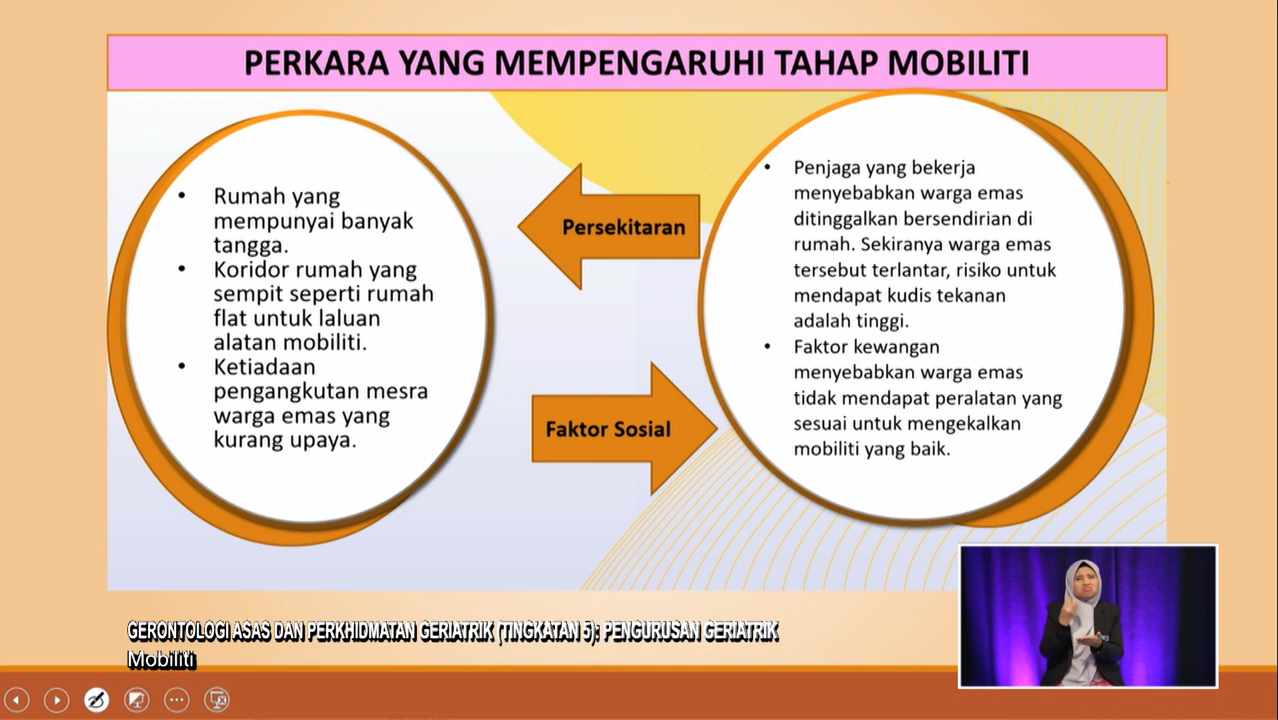 PERKARA YANG MEMPENGARUHI TAHAP MOBILITI
• Rumah yang
mempunyai banyak
tangga.
• Koridor rumah yang
sempit seperti rumah
flat untuk laluan
alatan mobiliti.
• Ketiadaan
pengangkutan mesra
warga emas yang
kurang upaya.
Persekitaran
Faktor Sosial
• Penjaga yang bekerja
menyebabkan warga emas
ditinggalkan bersendirian di
rumah. Sekiranya warga emas
tersebut terlantar, risiko untuk
mendapat kudis tekanan
adalah tinggi.
• Faktor kewangan
menyebabkan warga emas
tidak mendapat peralatan yang
sesuai untuk mengekalkan
mobiliti yang baik.
GERONTOLOGI ASAS DAN PERKHIDMATAN GERIATRIK (TINGKATAN 5): PENGURUSAN GERIATRIK
Mobiliti